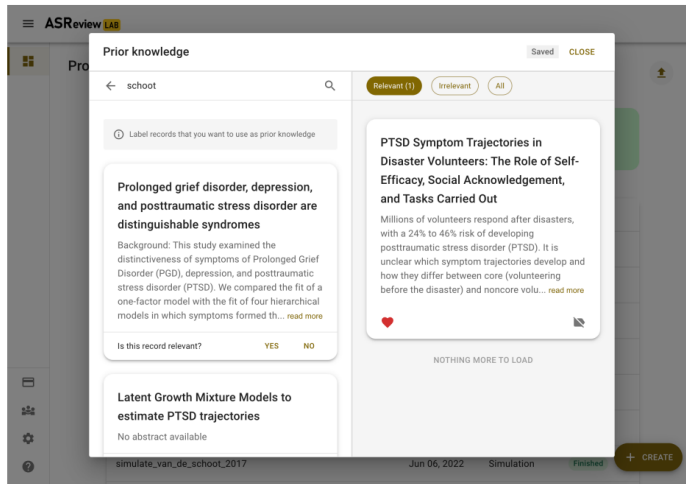 ASReview LAB
Prior knowledge
Saved
CLOSE
Pro
schoot
Relevant (1)
Irrelevant
All
Label records that you want to use as prior knowledge
Prolonged grief disorder, depression,
and posttraumatic stress disorder are
distinguishable syndromes
Background: This study examined the
distinctiveness of symptoms of Prolonged Grief
Disorder (PGD), depression, and posttraumatic
stress disorder (PTSD). We compared the fit of a
one-factor model with the fit of four hierarchical
models in which symptoms formed th... read more
Is this record relevant?
YES
NO
Latent Growth Mixture Models to
estimate PTSD trajectories
No abstract available
PTSD Symptom Trajectories in
Disaster Volunteers: The Role of Self-
Efficacy, Social Acknowledgement,
and Tasks Carried Out
Millions of volunteers respond after disasters,
with a 24% to 46% risk of developing
posttraumatic stress disorder (PTSD). It is
unclear which symptom trajectories develop and
how they differ between core (volunteering
before the disaster) and noncore volu... read more
NOTHING MORE TO LOAD
simulate_van_de_schoot_2017
Jun 06, 2022
Simulation
Finished
+ CREATE